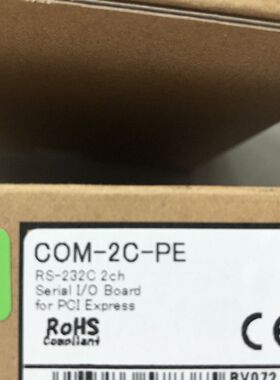 COM-2C-PE
RS-232C 2ch
Serial I/O Board
for PCI Express
RoHS
Compliant
CE